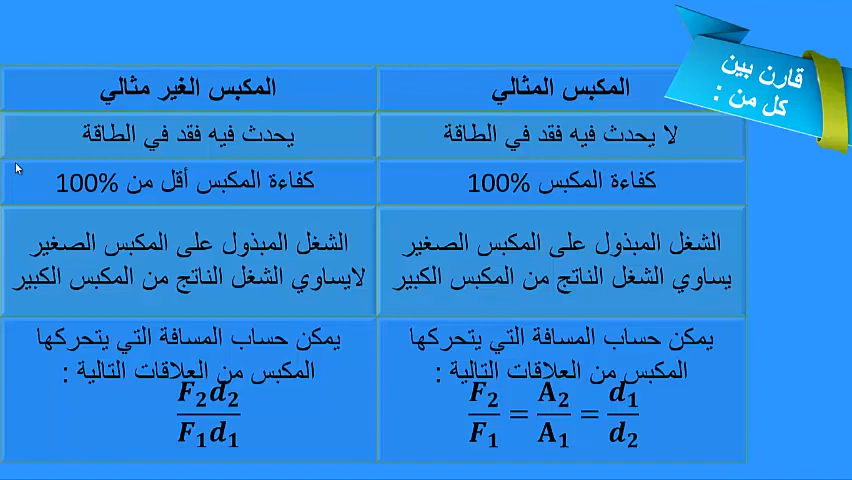 قارن بين
كل من :
المكبس المثالي
المكبس الغير مثالي
لا يحدث فيه فقد في الطاقة
يحدث فيه فقد في الطاقة
كفاءة المكبس 100%
كفاءة المكبس أقل من 100%
الشغل المبذول على المكبس الصغير
يساوي الشغل الناتج من المكبس الكبير
الشغل المبذول على المكبس الصغير
لايساوي الشغل الناتج من المكبس الكبير
يمكن حساب المسافة التي يتحركها
المكبس من العلاقات التالية :
F₂/F₁ = A₂/A₁ = d₁/d₂
يمكن حساب المسافة التي يتحركها
المكبس من العلاقات التالية :
F₂d₂/F₁d₁